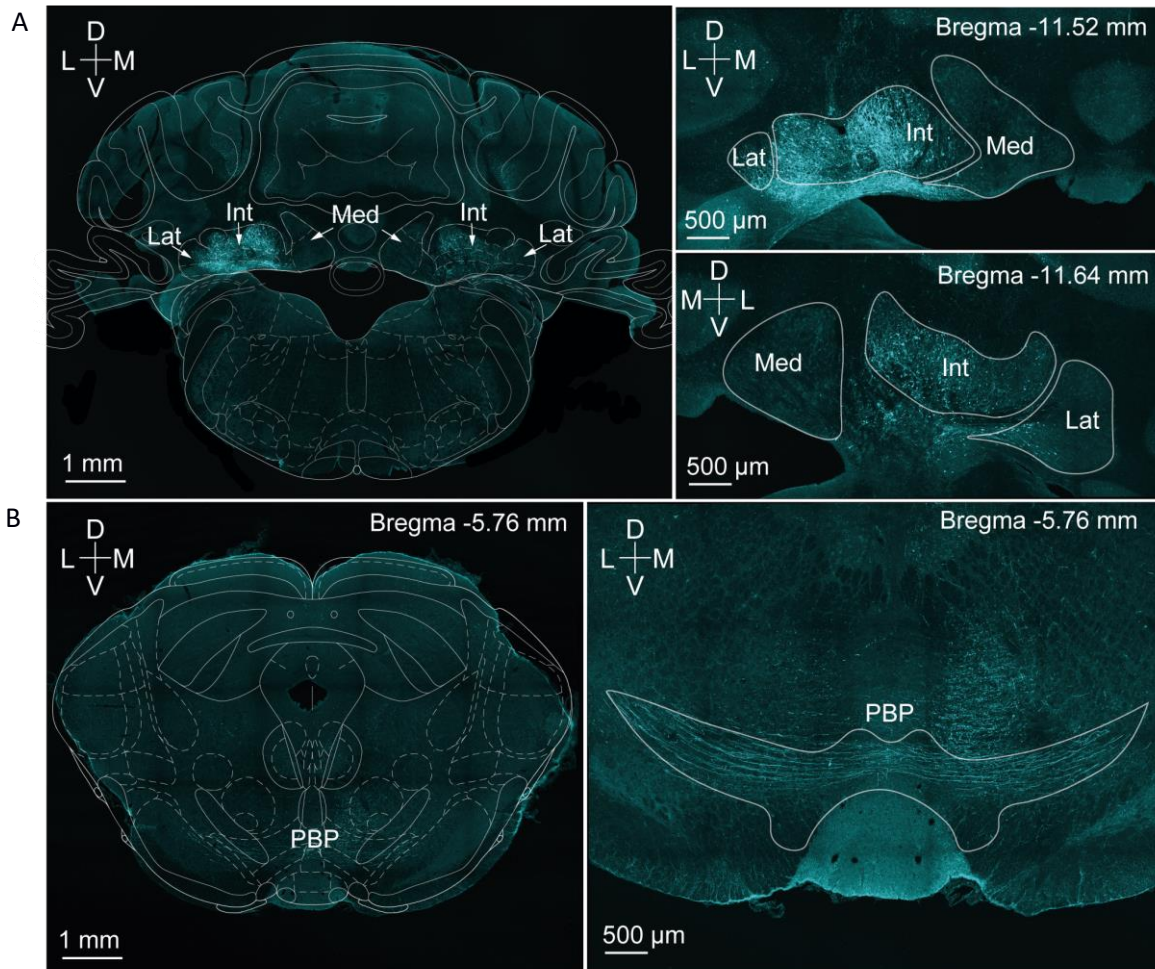 A
D
L M
V
Int
Med
Int
Lat
Lat
1 mm
Bregma -11.52 mm
D
L M
V
Lat
Int
Med
500 µm
Bregma -11.64 mm
D
M L
V
Med
Int
Lat
500 µm
B
Bregma -5.76 mm
D
L M
V
PBP
1 mm
Bregma -5.76 mm
D
L M
V
PBP
500 µm